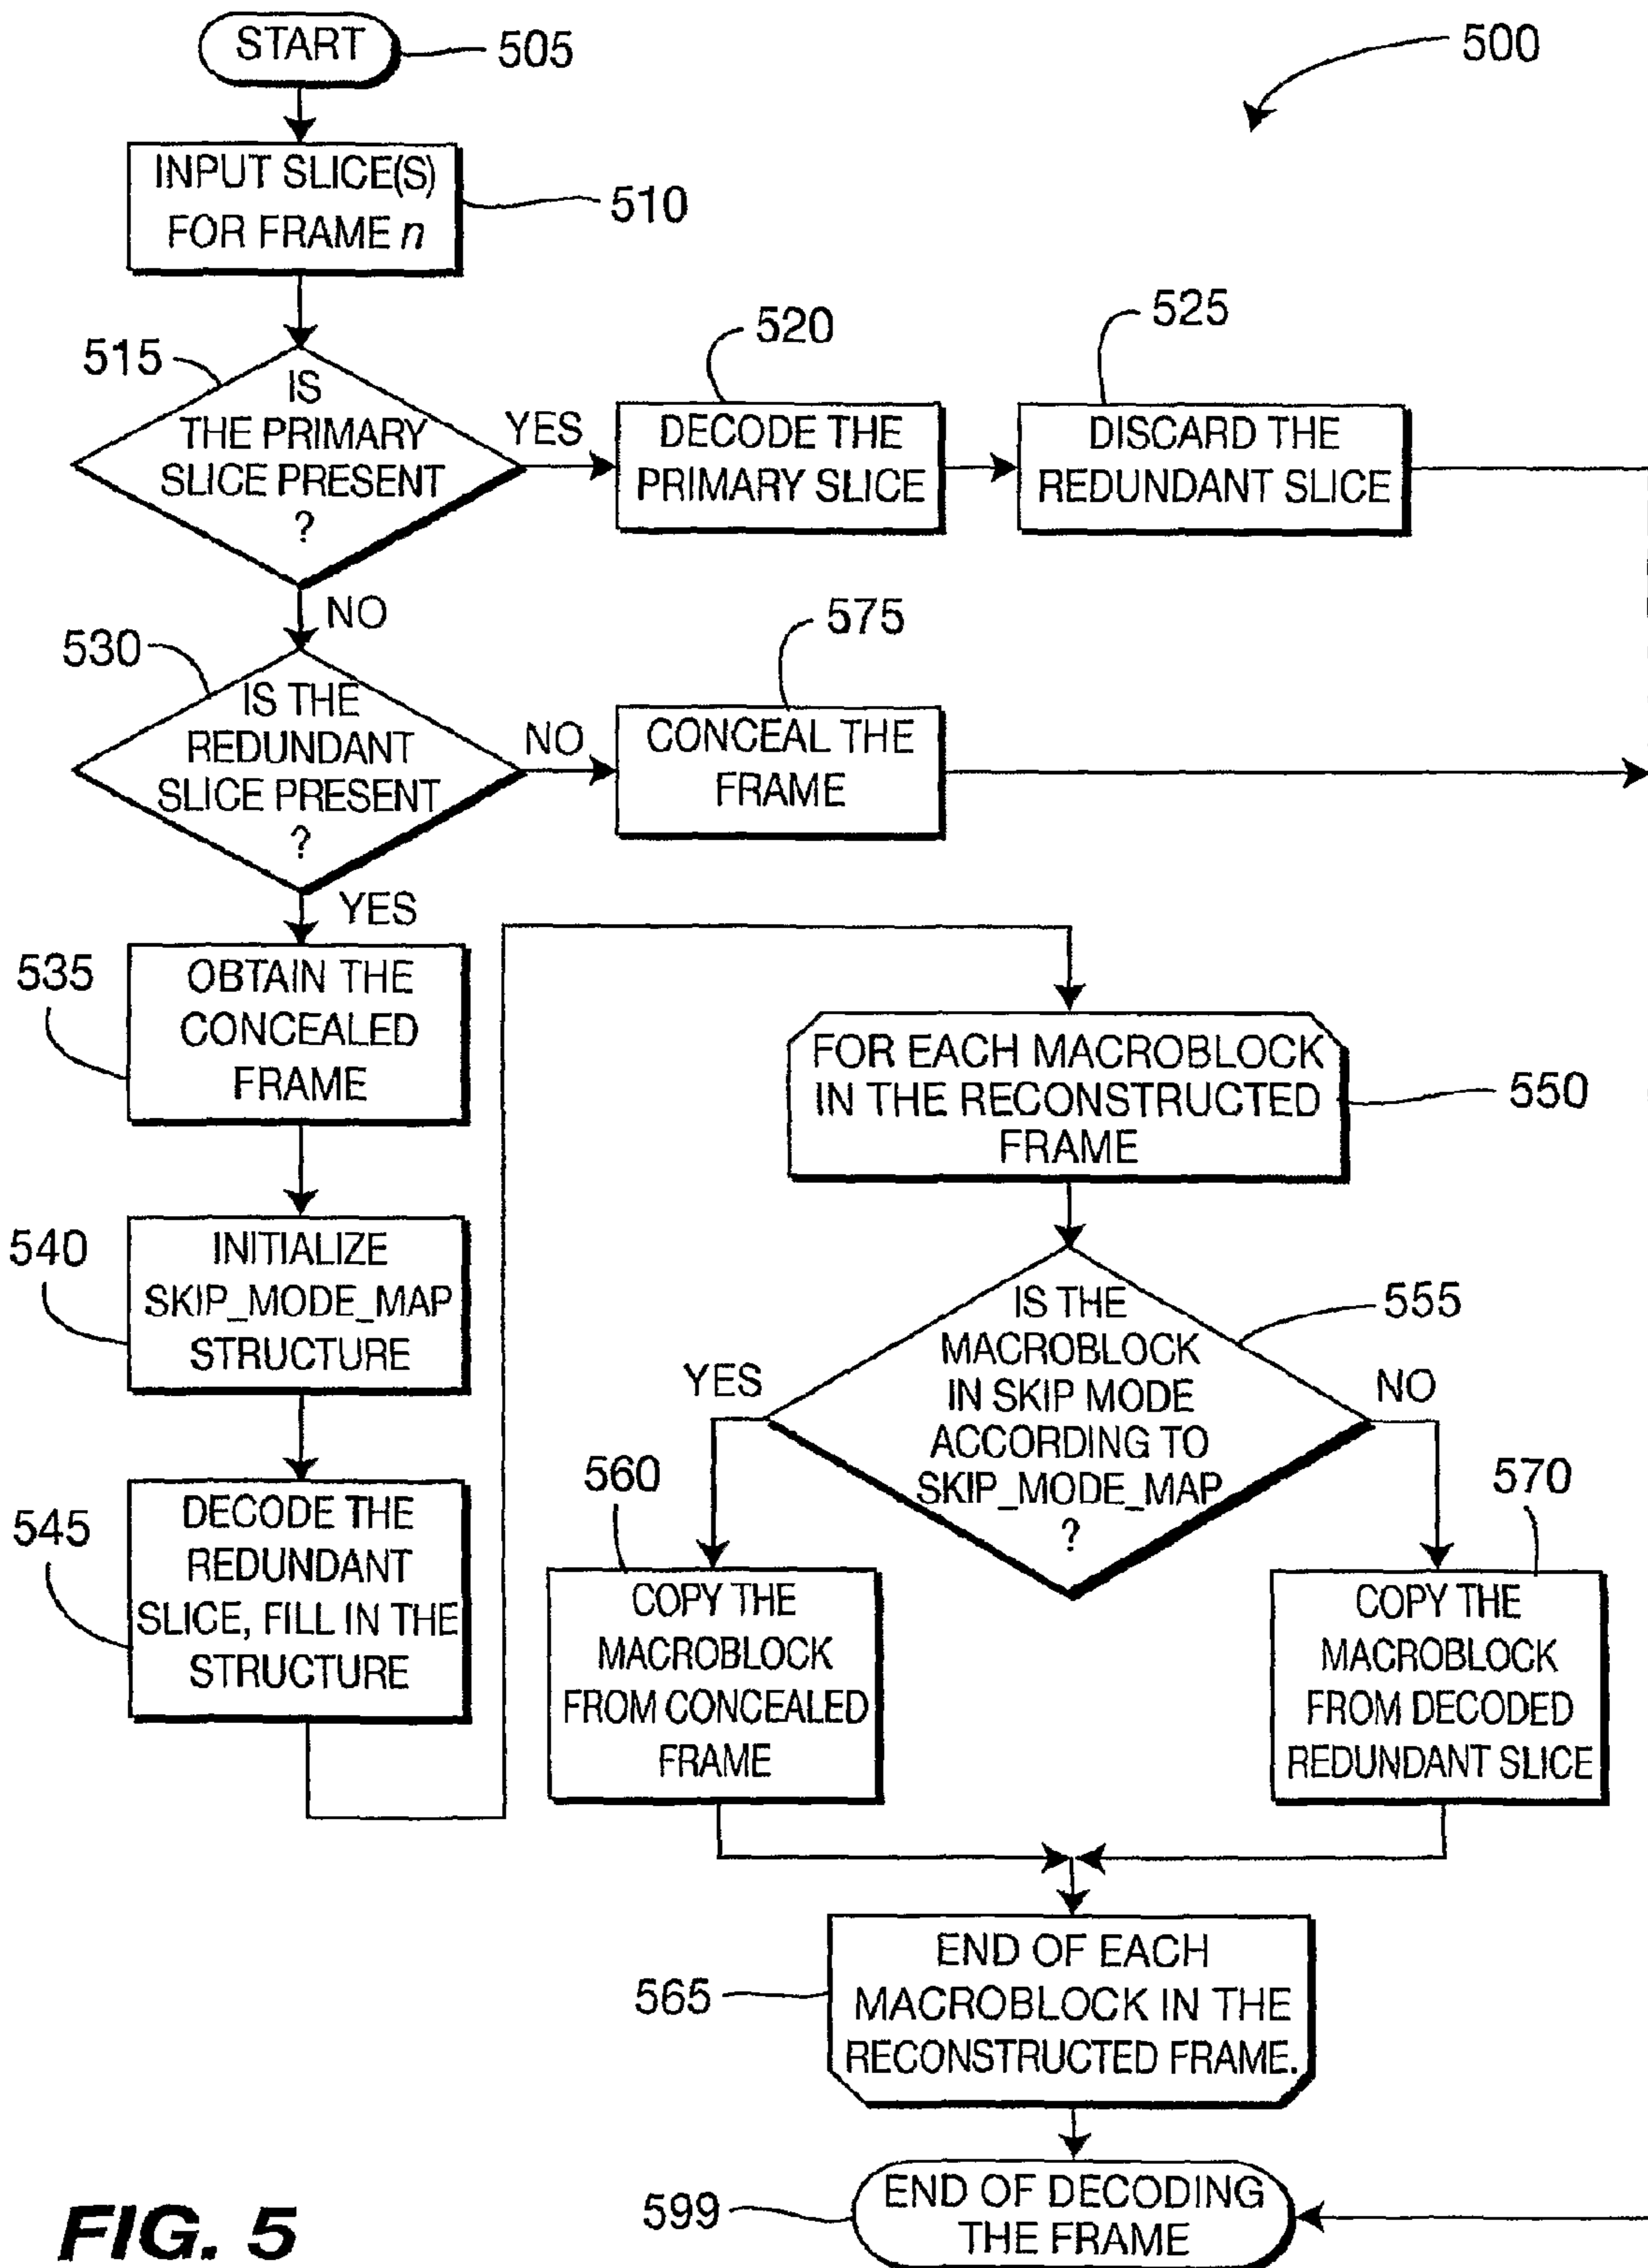 START
505
500
INPUT SLICE(S)
FOR FRAME n
510
515
IS
THE PRIMARY
SLICE PRESENT
?
YES
520
DECODE THE
PRIMARY SLICE
525
DISCARD THE
REDUNDANT SLICE
NO
530
IS THE
REDUNDANT
SLICE PRESENT
?
NO
575
CONCEAL THE
FRAME
YES
535
OBTAIN THE
CONCEALED
FRAME
540
INITIALIZE
SKIP_MODE_MAP
STRUCTURE
545
DECODE THE
REDUNDANT
SLICE, FILL IN THE
STRUCTURE
FOR EACH MACROBLOCK
IN THE RECONSTRUCTED
FRAME
550
IS THE
MACROBLOCK
IN SKIP MODE
ACCORDING TO
SKIP_MODE_MAP
?
555
YES
NO
560
COPY THE
MACROBLOCK
FROM CONCEALED
FRAME
570
COPY THE
MACROBLOCK
FROM DECODED
REDUNDANT SLICE
565
END OF EACH
MACROBLOCK IN THE
RECONSTRUCTED FRAME.
599
END OF DECODING
THE FRAME
FIG. 5